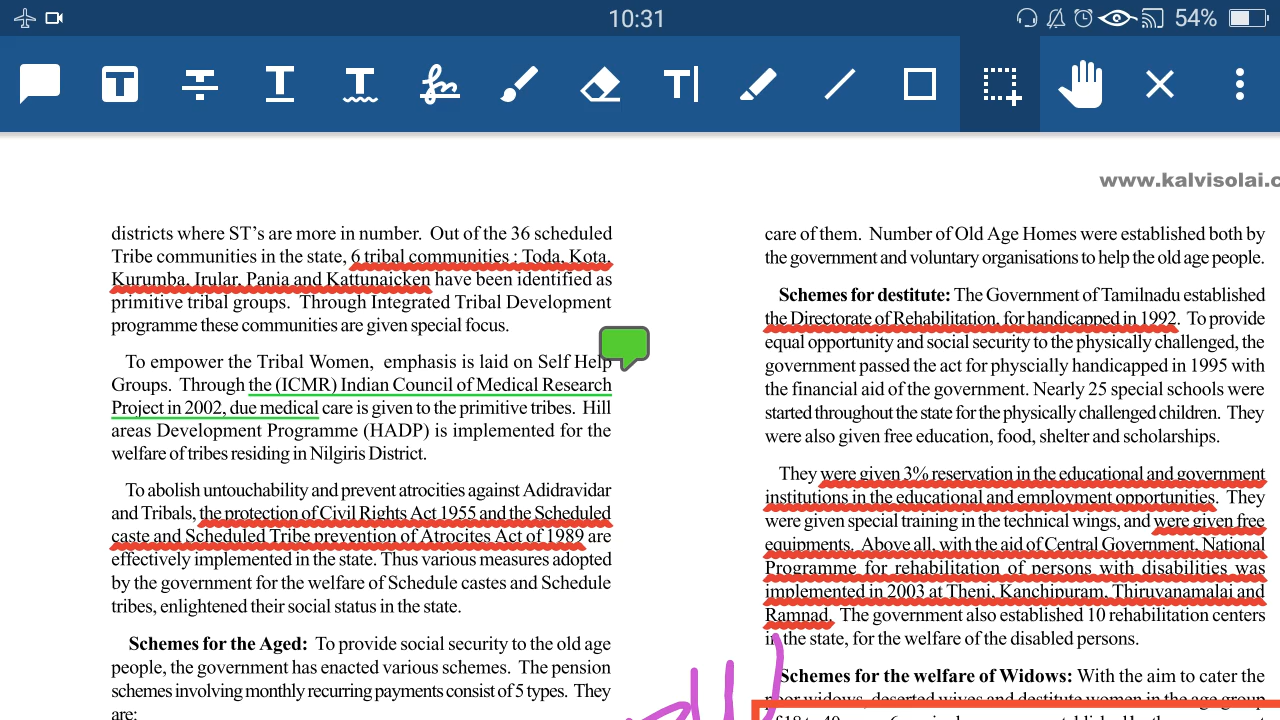 10:31
54%
www.kalvisolai.c
districts where ST's are more in number. Out of the 36 scheduled
Tribe communities in the state, 6 tribal communities : Toda, Kota,
Kurumba, Irular, Pania and Kattunaicken have been identified as
primitive tribal groups. Through Integrated Tribal Development
programme these communities are given special focus.
To empower the Tribal Women, emphasis is laid on Self Help
Groups. Through the (ICMR) Indian Council of Medical Research
Project in 2002, due medical care is given to the primitive tribes. Hill
areas Development Programme (HADP) is implemented for the
welfare of tribes residing in Nilgiris District.
To abolish untouchability and prevent atrocities against Adidravidar
and Tribals, the protection of Civil Rights Act 1955 and the Scheduled
caste and Scheduled Tribe prevention of Atrocites Act of 1989 are
effectively implemented in the state. Thus various measures adopted
by the government for the welfare of Schedule castes and Schedule
tribes, enlightened their social status in the state.
Schemes for the Aged: To provide social security to the old age
people, the government has enacted various schemes. The pension
schemes involving monthly recurring payments consist of 5 types. They
are:
care of them. Number of Old Age Homes were established both by
the government and voluntary organisations to help the old age people.
Schemes for destitute: The Government of Tamilnadu established
the Directorate of Rehabilitation, for handicapped in 1992. To provide
equal opportunity and social security to the physically challenged, the
government passed the act for physcially handicapped in 1995 with
the financial aid of the government. Nearly 25 special schools were
started throughout the state for the physically challenged children. They
were also given free education, food, shelter and scholarships.
They were given 3% reservation in the educational and government
institutions in the educational and employment opportunities. They
were given special training in the technical wings, and were given free
equipments. Above all, with the aid of Central Government, National
Programme for rehabilitation of persons with disabilities was
implemented in 2003 at Theni, Kanchipuram, Thiruvanamalai and
Ramnad. The government also established 10 rehabilitation centers
in the state, for the welfare of the disabled persons.
Schemes for the welfare of Widows: With the aim to cater the
poor widows, deserted wives and destitute women in the age group